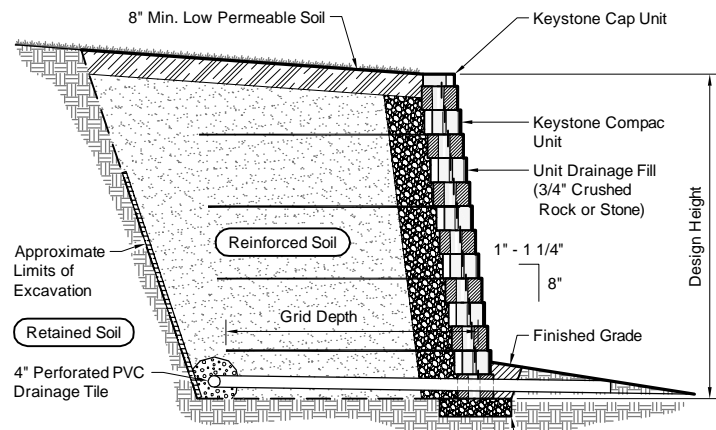 8" Min. Low Permeable Soil
Keystone Cap Unit
Keystone Compac
Unit
Unit Drainage Fill
(3/4" Crushed
Rock or Stone)
Design Height
Reinforced Soil
1" - 1 1/4"
8"
Approximate
Limits of
Excavation
Grid Depth
Retained Soil
Finished Grade
4" Perforated PVC
Drainage Tile